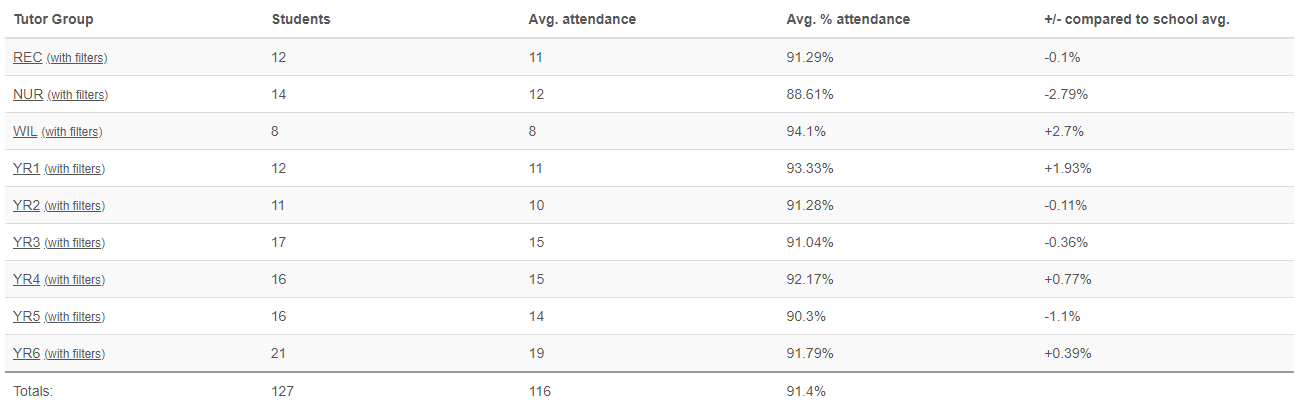 Tutor Group Students Avg. attendance Avg. % attendance +/- compared to school avg.
REC (with filters) 12 11 91.29% -0.1%
NUR (with filters) 14 12 88.61% -2.79%
WIL (with filters) 8 8 94.1% +2.7%
YR1 (with filters) 12 11 93.33% +1.93%
YR2 (with filters) 11 10 91.28% -0.11%
YR3 (with filters) 17 15 91.04% -0.36%
YR4 (with filters) 16 15 92.17% +0.77%
YR5 (with filters) 16 14 90.3% -1.1%
YR6 (with filters) 21 19 91.79% +0.39%
Totals: 127 116 91.4%